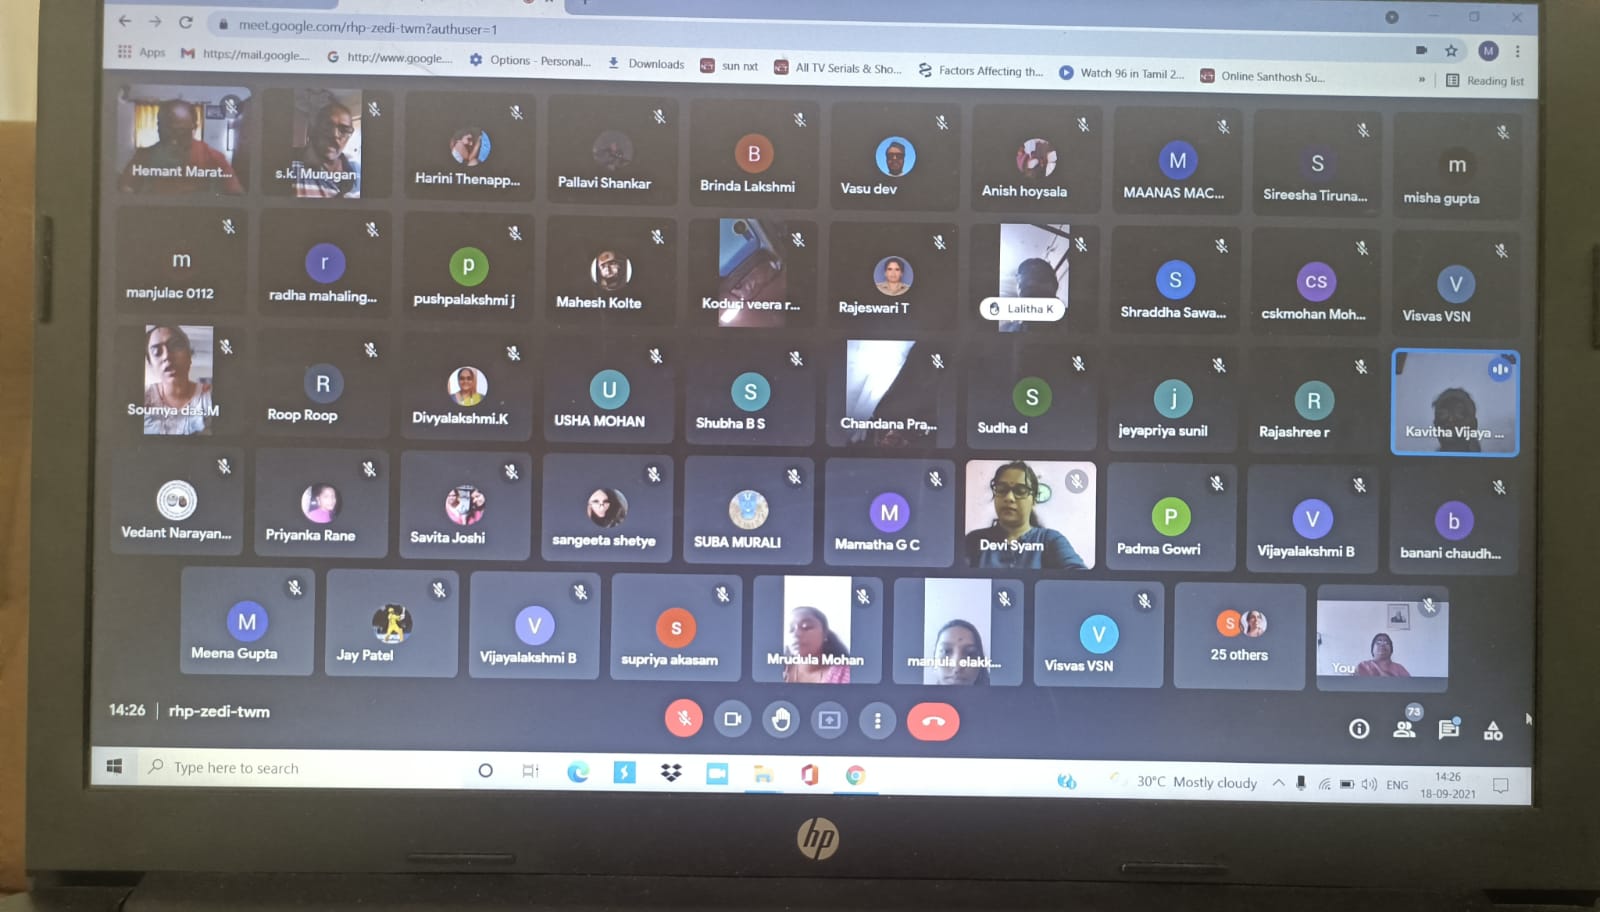 meet.google.com/rhp-zedi-twm?authuser=1
Apps https://mail.google.... http://www.google.... Options - Personal... Downloads sun nxt All TV Serials & Sho... Factors Affecting th... Watch 96 in Tamil 2... Online Santhosh Su... » Reading list
M
Hemant Marat... s.k. Murugan Harini Thenapp... Pallavi Shankar B Brinda Lakshmi Vasu dev Anish hoysala M MAANAS MAC... S Sireesha Tiruna... m misha gupta
m manjulac 0112 r radha mahaling... p pushpalakshmi j Mahesh Kolte Koduri veera r... Rajeswari T Lalitha K S Shraddha Sawa... cs cskmohan Moh... V Visvas VSN
Soumya das.M R Roop Roop Divyalakshmi.K U USHA MOHAN S Shubha B S Chandana Pra... S Sudha d j jeyapriya sunil R Rajashree r Kavitha Vijaya ...
Vedant Narayan... Priyanka Rane Savita Joshi sangeeta shetye SUBA MURALI M Mamatha G C Devi Syam P Padma Gowri V Vijayalakshmi B b banani chaudh...
M Meena Gupta Jay Patel V Vijayalakshmi B s supriya akasam Mrudula Mohan manjula elakk... V Visvas VSN S 25 others You
14:26 | rhp-zedi-twm
73
Type here to search
30°C Mostly cloudy ENG 14:26
18-09-2021
hp